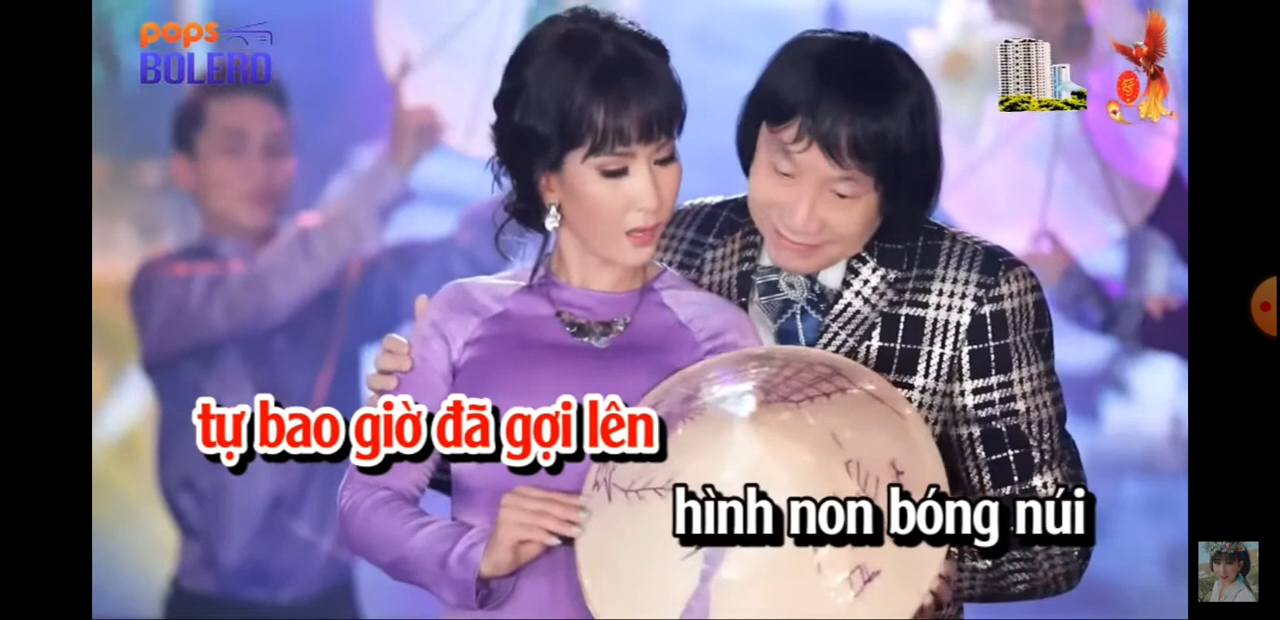 pops
BOLERO
tự bao giờ đã gợi lên
hình non bóng núi